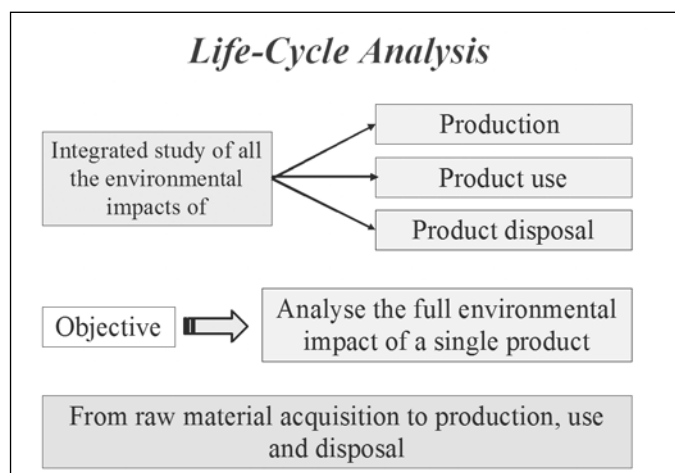 Life-Cycle Analysis
Integrated study of all
the environmental
impacts of
Production
Product use
Product disposal
Objective
Analyse the full environmental
impact of a single product
From raw material acquisition to production, use
and disposal